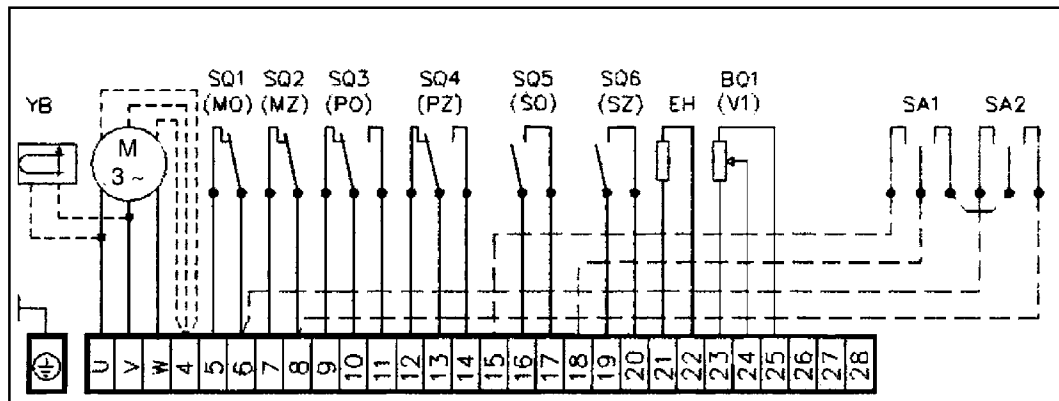 SQ1 SQ2 SQ3 SQ4 SQ5 SQ6 BQ1
YB (MO) (MZ) (PO) (PZ) (SO) (SZ) EH (V1) SA1 SA2
M
3~
U V W 4 5 6 7 8 9 10 11 12 13 14 15 16 17 18 19 20 21 22 23 24 25 26 27 28